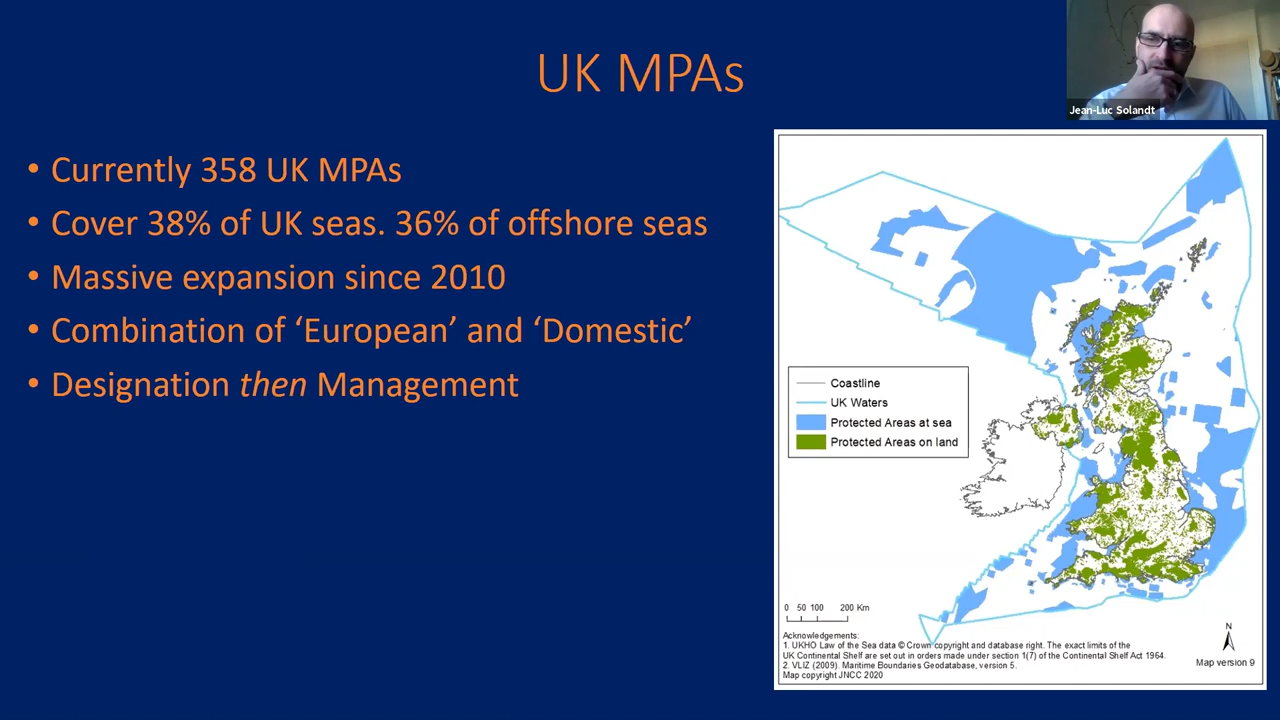 UK MPAs
Jean-Luc Solandt
• Currently 358 UK MPAs
• Cover 38% of UK seas. 36% of offshore seas
• Massive expansion since 2010
• Combination of ‘European’ and ‘Domestic’
• Designation then Management
Coastline
UK Waters
Protected Areas at sea
Protected Areas on land
0 50 100 200 Km
Acknowledgements:
1. UKHO Law of the Sea data © Crown copyright and database right. The exact limits of the
UK Continental Shelf are set out in orders made under section 1(7) of the Continental Shelf Act 1964.
2. VLIZ (2009). Maritime Boundaries Geodatabase, version 5.
Map copyright JNCC 2020
N
Map version 9